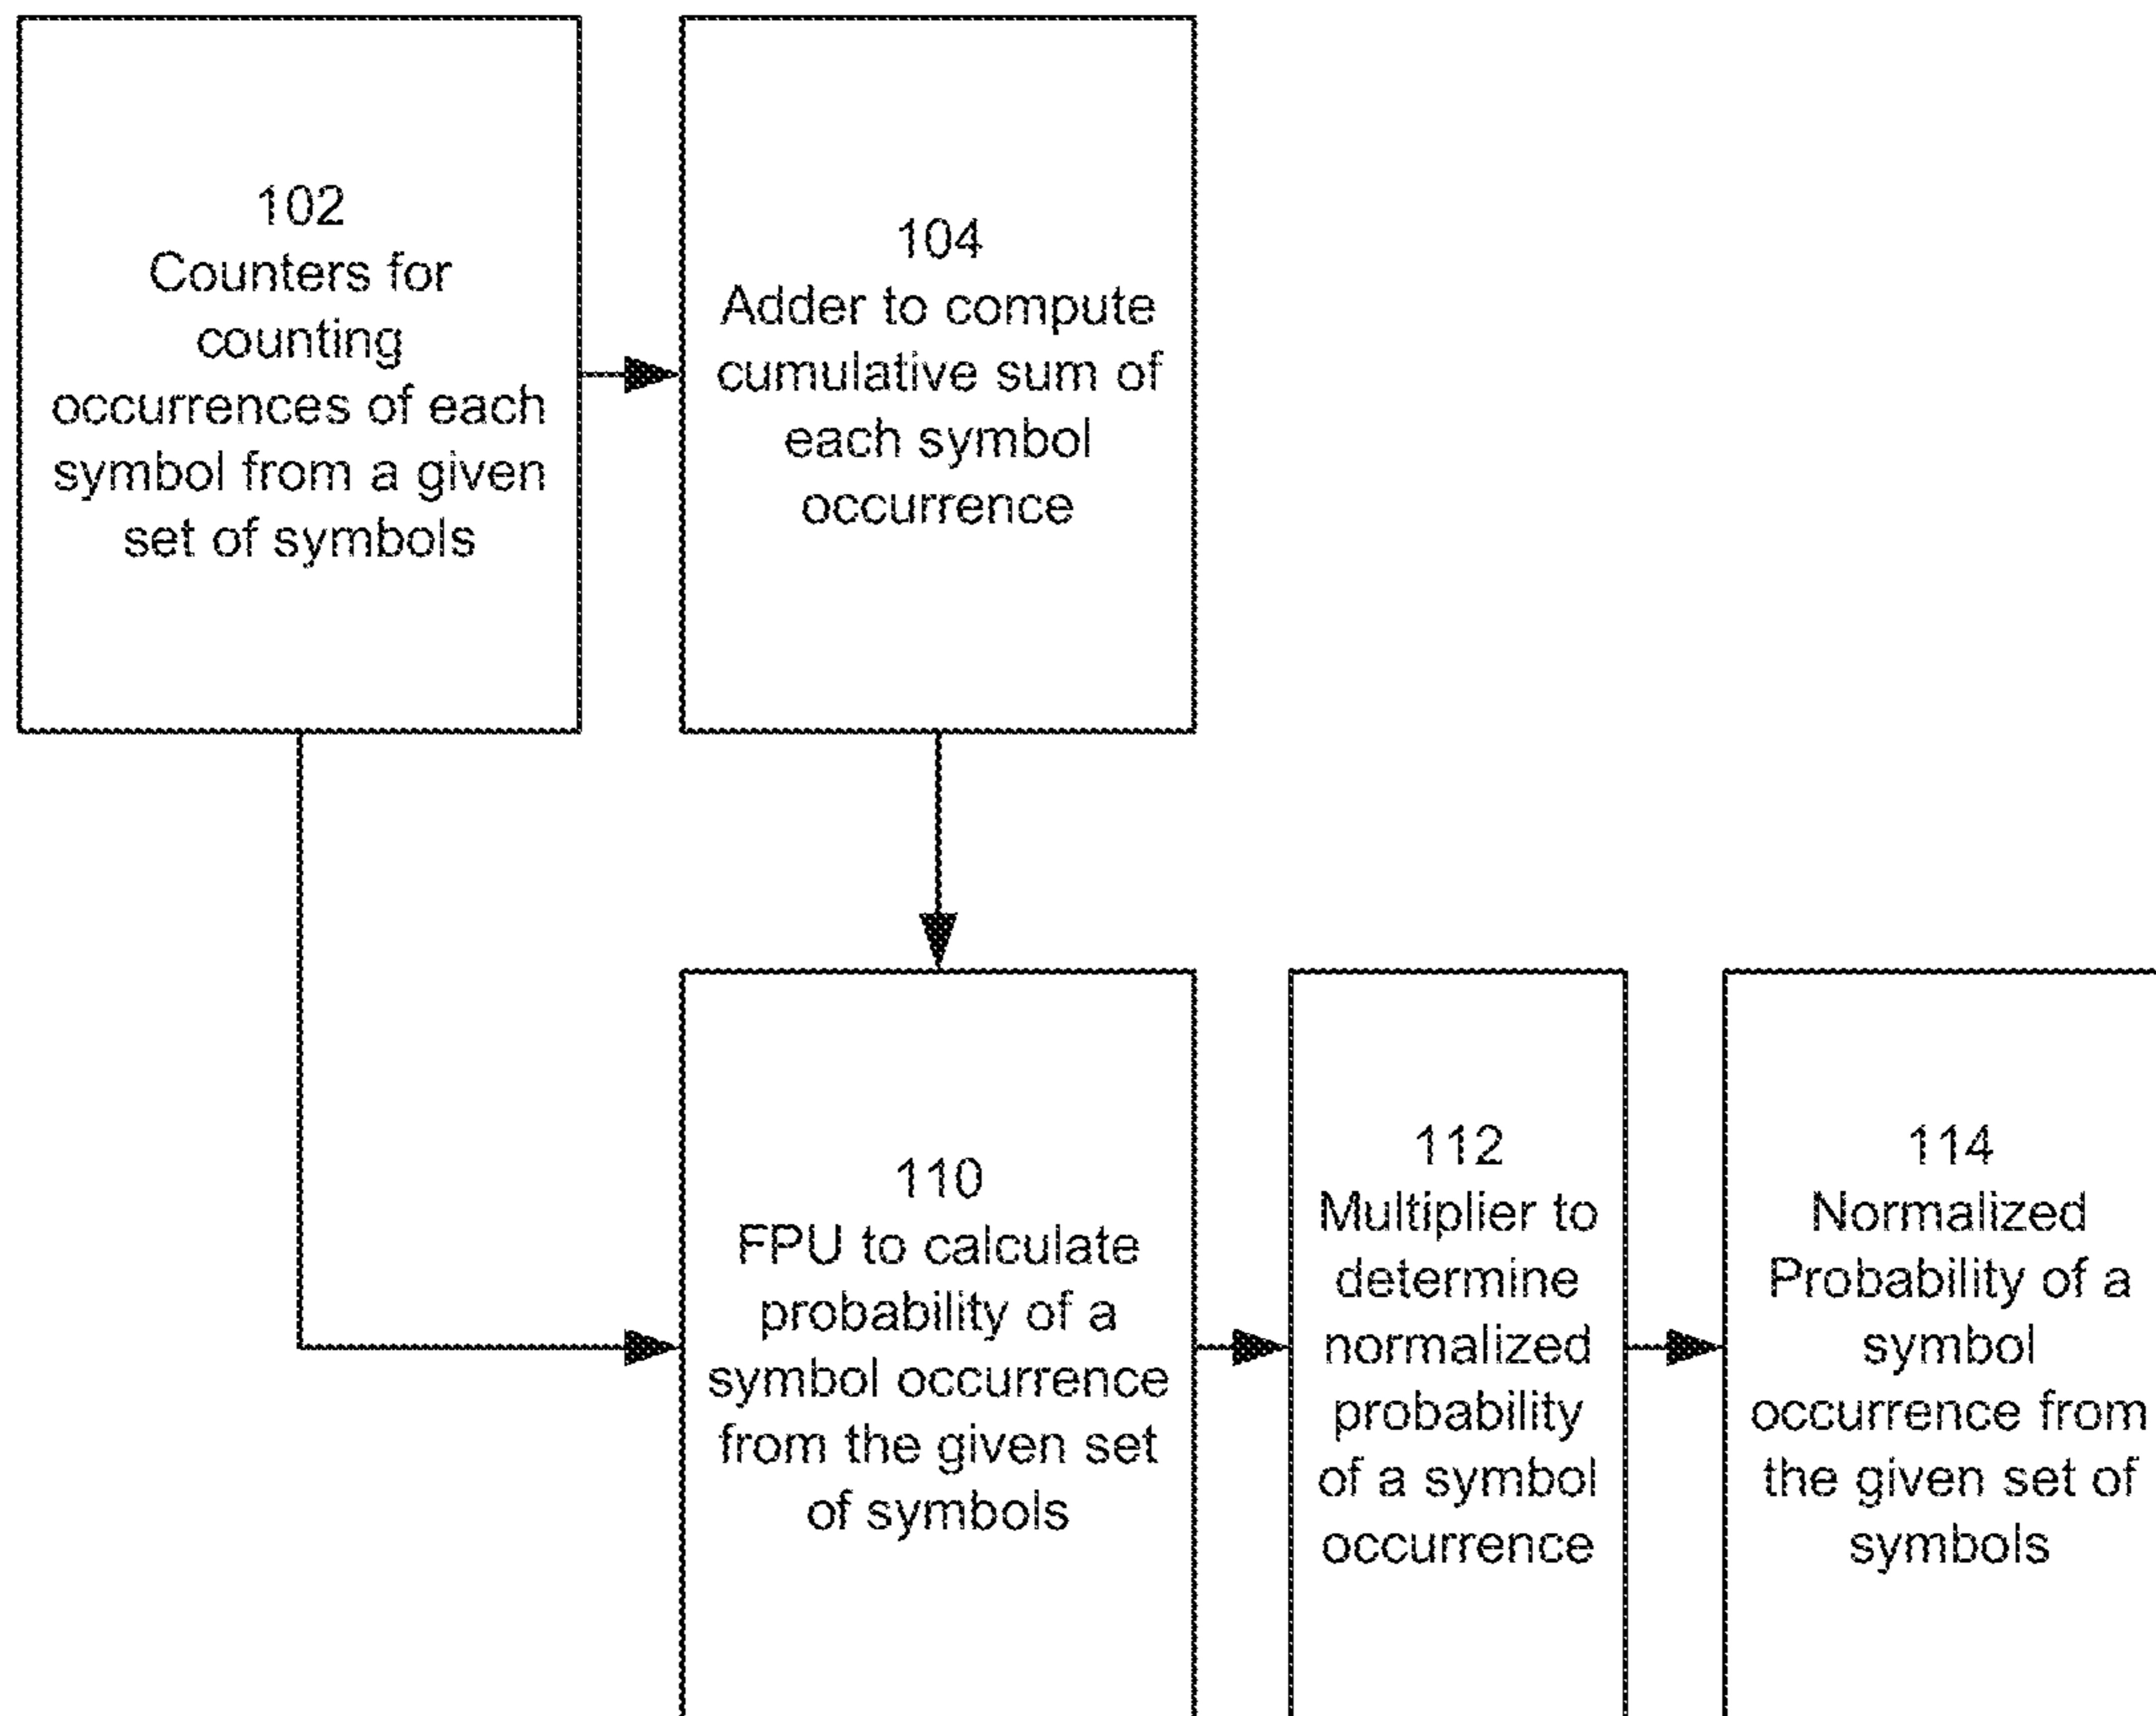 102
Counters for
counting
occurrences of each
symbol from a given
set of symbols
104
Adder to compute
cumulative sum of
each symbol
occurrence
110
FPU to calculate
probability of a
symbol occurrence
from the given set
of symbols
112
Multiplier to
determine
normalized
probability
of a symbol
occurrence
114
Normalized
Probability of a
symbol
occurrence from
the given set of
symbols